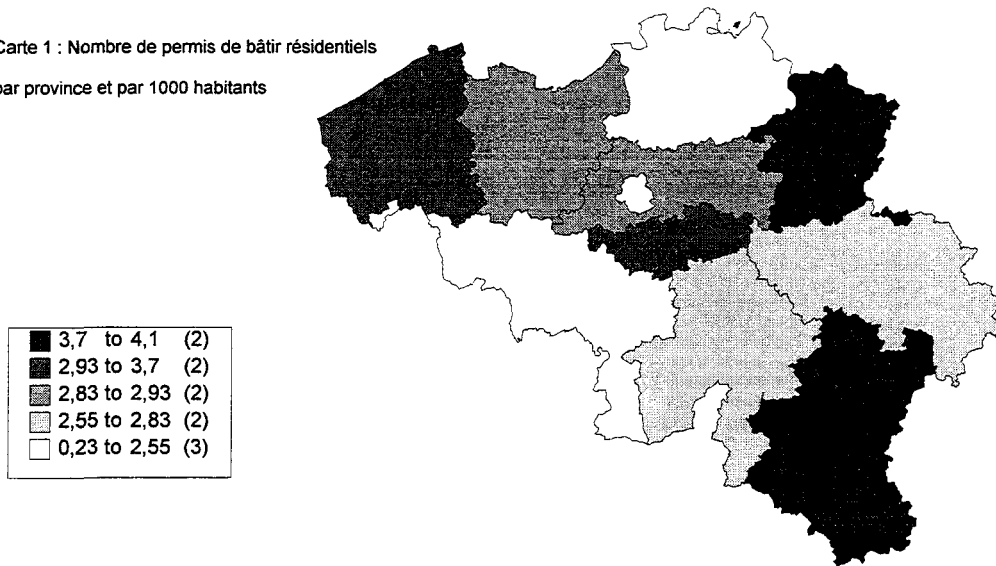 Carte 1 : Nombre de permis de bâtir résidentiels
par province et par 1000 habitants
3,7 to 4,1 (2)
2,93 to 3,7 (2)
2,83 to 2,93 (2)
2,55 to 2,83 (2)
0,23 to 2,55 (3)